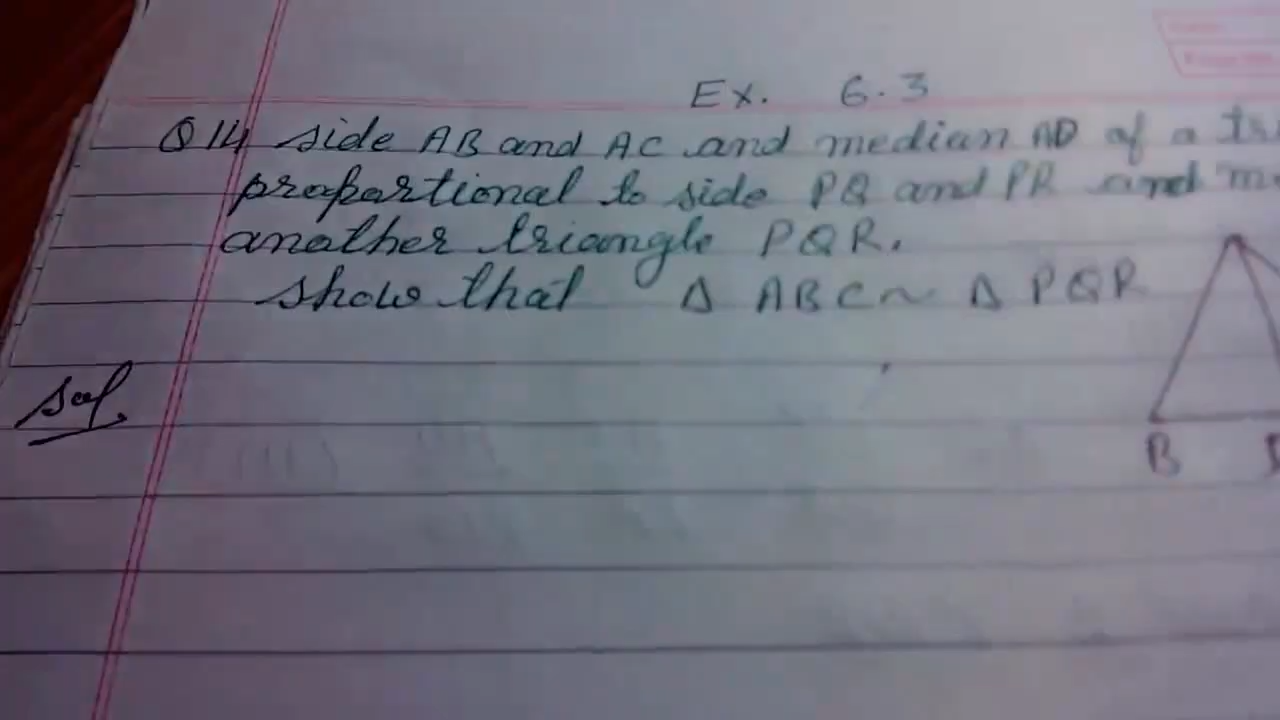 Ex. 6.3
Q 14 side AB and AC and median AD of a
proportional to side PQ and PR and
another triangle PQR.
show that Δ ABC ~ Δ PQR
Sol.
B